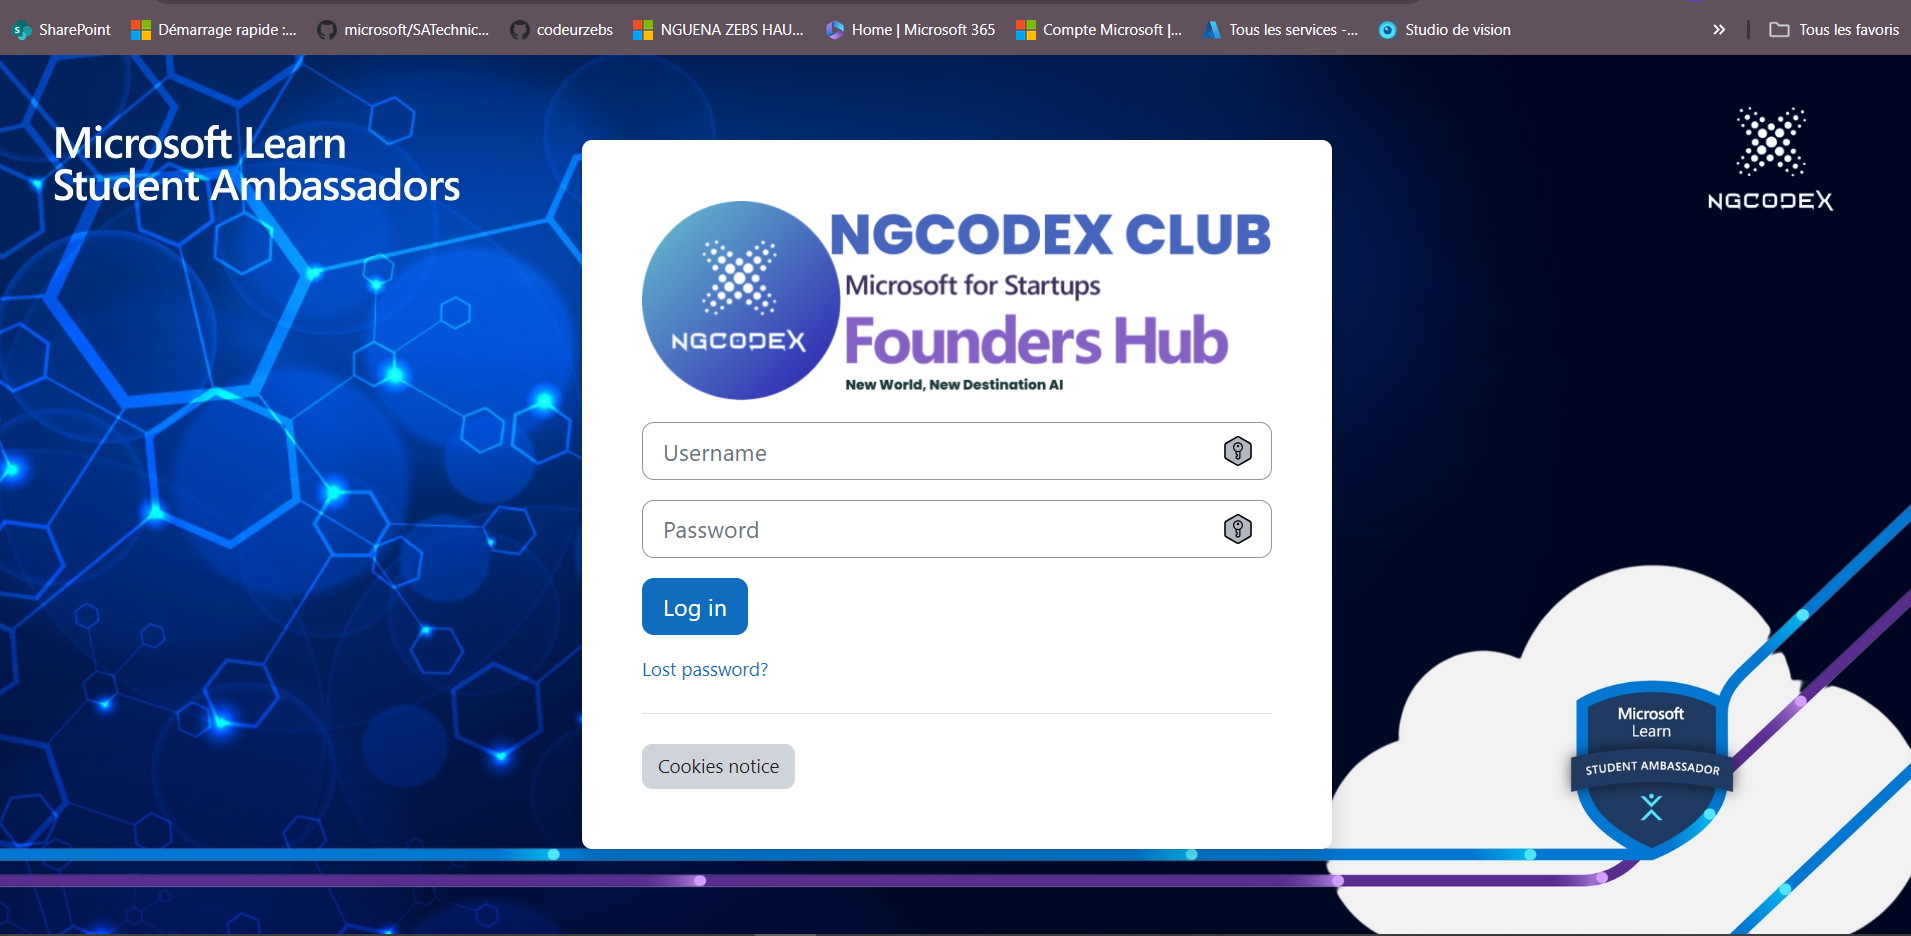 SharePoint
Démarrage rapide :...
microsoft/SATechnic...
codeurzebs
NGUENA ZEBS HAU...
Home | Microsoft 365
Compte Microsoft |...
Tous les services -...
Studio de vision
Tous les favoris
Microsoft Learn
Student Ambassadors
NGCODEX
NGCODEX
NGCODEX CLUB
Microsoft for Startups
Founders Hub
New World, New Destination AI
Username
Password
Log in
Lost password?
Cookies notice
Microsoft
Learn
STUDENT AMBASSADOR